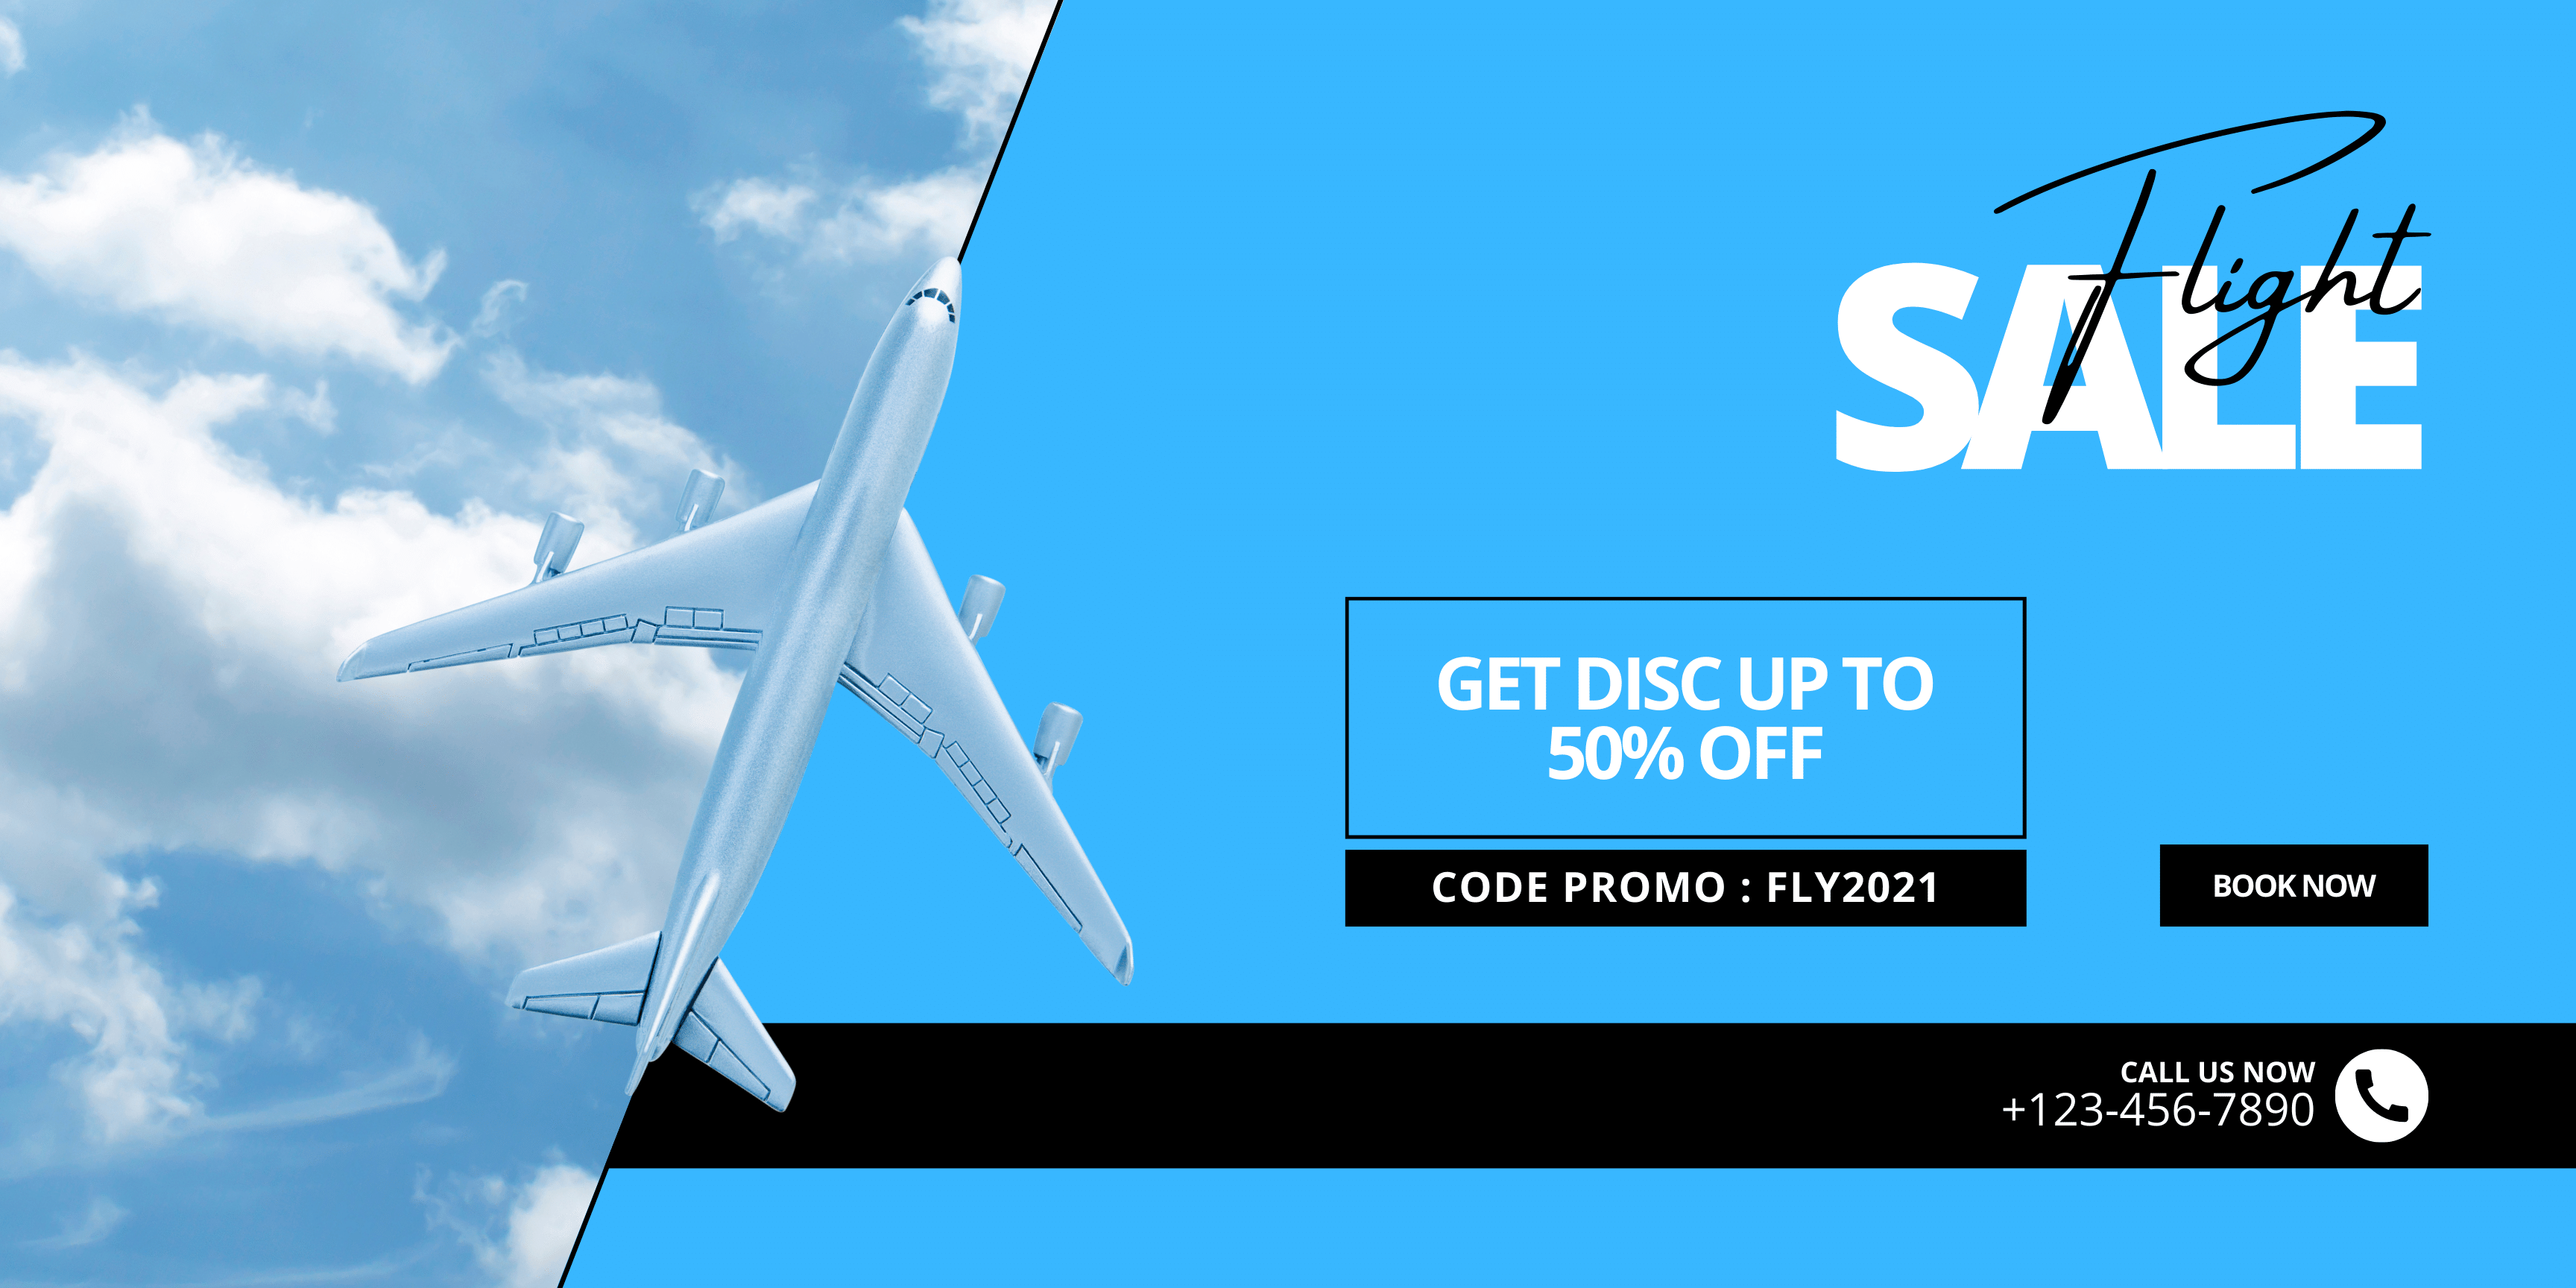 Flight
SALE
GET DISC UP TO
50% OFF
CODE PROMO : FLY2021
BOOK NOW
CALL US NOW
+123-456-7890